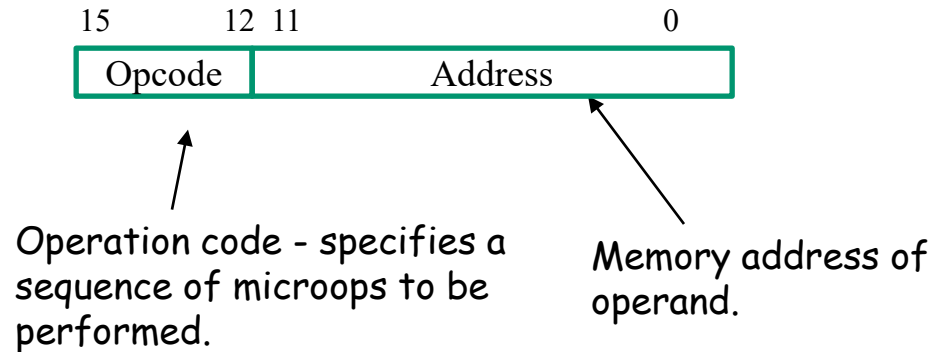 15 12 11 0
Opcode Address
Operation code - specifies a
sequence of microops to be
performed.
Memory address of
operand.